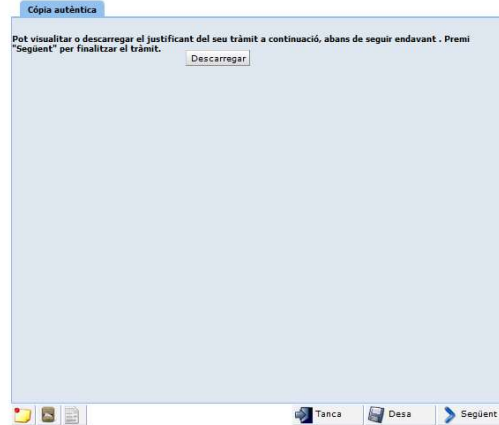 Còpia autèntica
Pot visualitar o descarregar el justificant del seu tràmit a continuació, abans de seguir endavant . Premi
"Següent" per finalitzar el tràmit.
Descarregar
Tanca
Desa
Següent